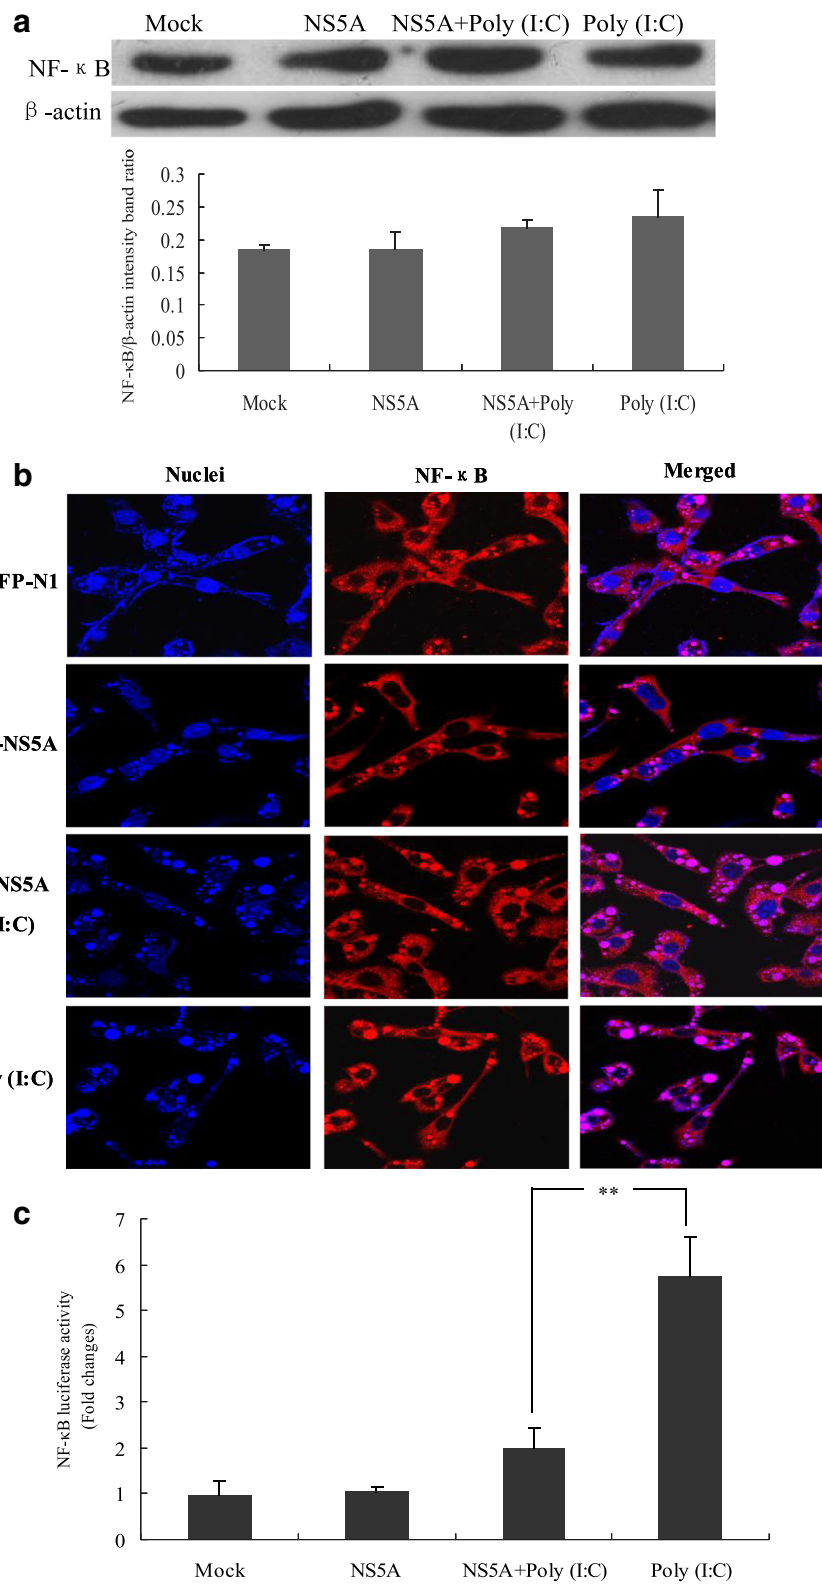 a
Mock NS5A NS5A+Poly (I:C) Poly (I:C)
NF-κB
β-actin
NF-κB/β-actin intensity band ratio
0.3
0.25
0.2
0.15
0.1
0.05
0
Mock NS5A NS5A+Poly (I:C) Poly (I:C)
b
Nuclei NF-κB Merged
FP-N1
-NS5A
NS5A
I:C)
(I:C)
c
NF-κB luciferase activity
(Fold changes)
7
6
5
4
3
2
1
0
**
Mock NS5A NS5A+Poly (I:C) Poly (I:C)